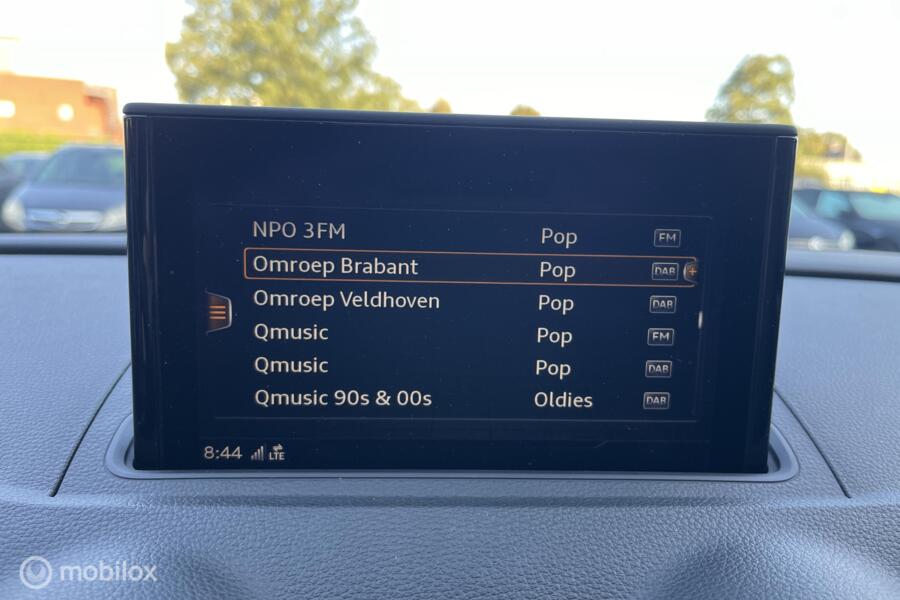 NPO 3FM Pop FM
Omroep Brabant Pop DAB +
Omroep Veldhoven Pop DAB
Qmusic Pop FM
Qmusic Pop DAB
Qmusic 90s & 00s Oldies DAB
8:44 LTE
mobilox